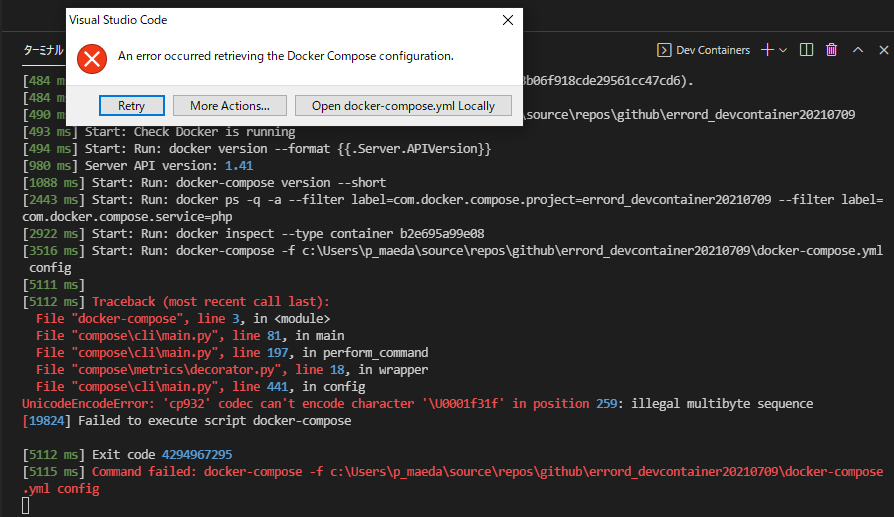 Visual Studio Code
An error occurred retrieving the Docker Compose configuration.
Retry
More Actions...
Open docker-compose.yml Locally
ターミナル
Dev Containers
[484 ms
3b06f918cde29561cc47cd6).
[484 ms
[490 ms
\source\repos\github\errord_devcontainer20210709
[493 ms] Start: Check Docker is running
[494 ms] Start: Run: docker version --format {{.Server.APIVersion}}
[980 ms] Server API version: 1.41
[1088 ms] Start: Run: docker-compose version --short
[2443 ms] Start: Run: docker ps -q -a --filter label=com.docker.compose.project=errord_devcontainer20210709 --filter label=
com.docker.compose.service=php
[2922 ms] Start: Run: docker inspect --type container b2e695a99e08
[3516 ms] Start: Run: docker-compose -f c:\Users\p_maeda\source\repos\github\errord_devcontainer20210709\docker-compose.yml
config
[5111 ms]
[5112 ms] Traceback (most recent call last):
File "docker-compose", line 3, in <module>
File "compose\cli\main.py", line 81, in main
File "compose\cli\main.py", line 197, in perform_command
File "compose\metrics\decorator.py", line 18, in wrapper
File "compose\cli\main.py", line 441, in config
UnicodeEncodeError: 'cp932' codec can't encode character '\U0001f31f' in position 259: illegal multibyte sequence
[19824] Failed to execute script docker-compose
[5112 ms] Exit code 4294967295
[5115 ms] Command failed: docker-compose -f c:\Users\p_maeda\source\repos\github\errord_devcontainer20210709\docker-compose
.yml config